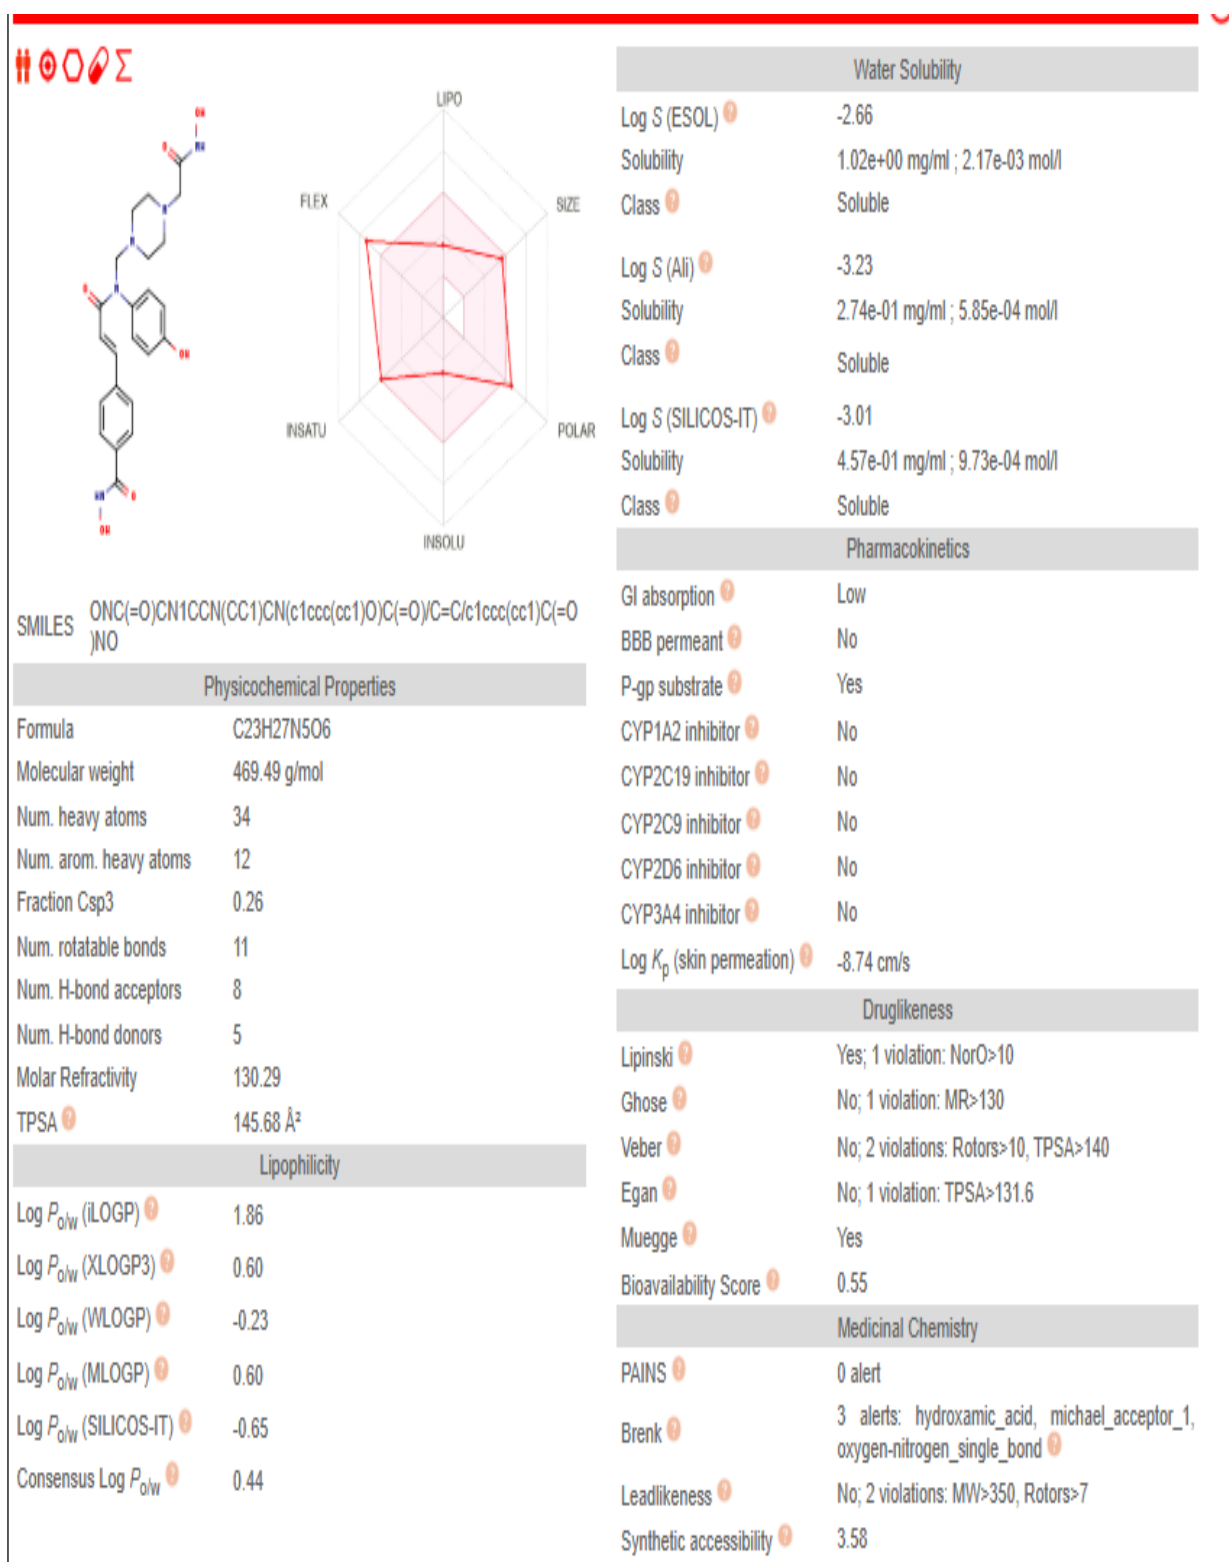 LIPO
FLEX
SIZE
INSATU
POLAR
INSOLU
OH
O
NH
N
N
O
N
OH
NH
O
OH
SMILES ONC(=O)CN1CCN(CC1)CN(c1ccc(cc1)O)C(=O)/C=C/c1ccc(cc1)C(=O
)NO
Physicochemical Properties
Formula C23H27N5O6
Molecular weight 469.49 g/mol
Num. heavy atoms 34
Num. arom. heavy atoms 12
Fraction Csp3 0.26
Num. rotatable bonds 11
Num. H-bond acceptors 8
Num. H-bond donors 5
Molar Refractivity 130.29
TPSA ? 145.68 Å²
Lipophilicity
Log Po/w (iLOGP) ? 1.86
Log Po/w (XLOGP3) ? 0.60
Log Po/w (WLOGP) ? -0.23
Log Po/w (MLOGP) ? 0.60
Log Po/w (SILICOS-IT) ? -0.65
Consensus Log Po/w ? 0.44
Water Solubility
Log S (ESOL) ? -2.66
Solubility 1.02e+00 mg/ml ; 2.17e-03 mol/l
Class ? Soluble
Log S (Ali) ? -3.23
Solubility 2.74e-01 mg/ml ; 5.85e-04 mol/l
Class ? Soluble
Log S (SILICOS-IT) ? -3.01
Solubility 4.57e-01 mg/ml ; 9.73e-04 mol/l
Class ? Soluble
Pharmacokinetics
GI absorption ? Low
BBB permeant ? No
P-gp substrate ? Yes
CYP1A2 inhibitor ? No
CYP2C19 inhibitor ? No
CYP2C9 inhibitor ? No
CYP2D6 inhibitor ? No
CYP3A4 inhibitor ? No
Log Kp (skin permeation) ? -8.74 cm/s
Druglikeness
Lipinski ? Yes; 1 violation: NorO>10
Ghose ? No; 1 violation: MR>130
Veber ? No; 2 violations: Rotors>10, TPSA>140
Egan ? No; 1 violation: TPSA>131.6
Muegge ? Yes
Bioavailability Score ? 0.55
Medicinal Chemistry
PAINS ? 0 alert
Brenk ? 3 alerts: hydroxamic_acid, michael_acceptor_1,
oxygen-nitrogen_single_bond ?
Leadlikeness ? No; 2 violations: MW>350, Rotors>7
Synthetic accessibility ? 3.58